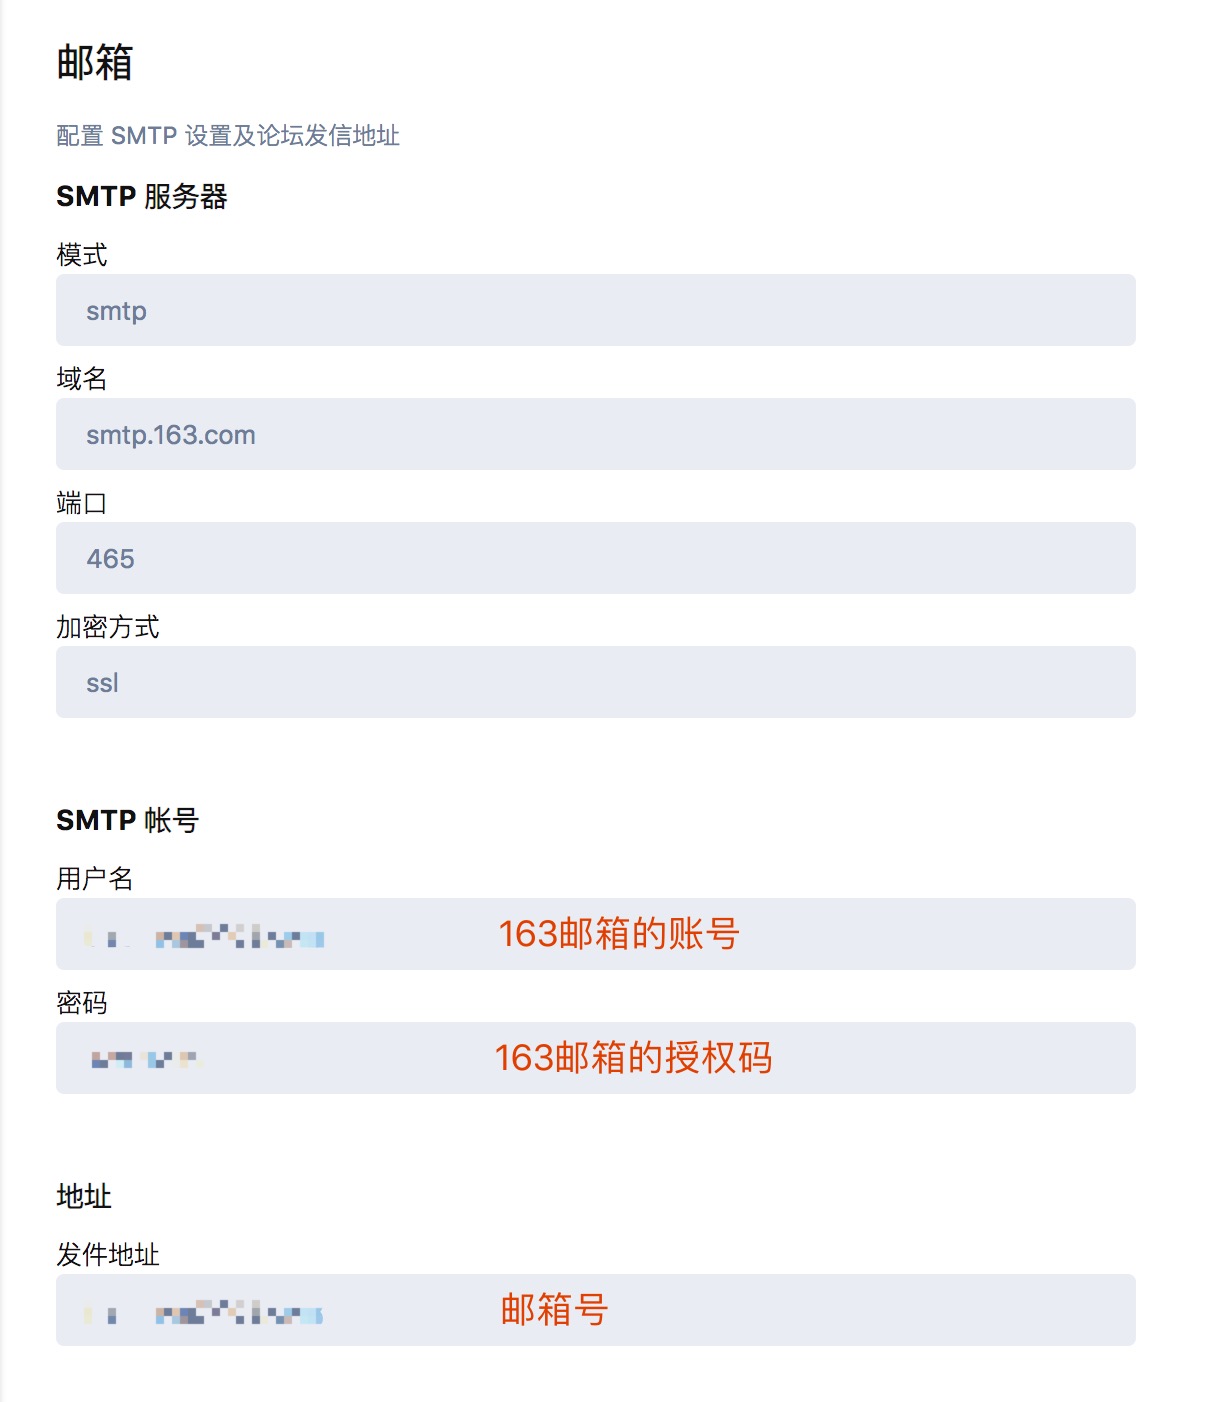 邮箱
配置 SMTP 设置及论坛发信地址
SMTP 服务器
模式
smtp
域名
smtp.163.com
端口
465
加密方式
ssl
SMTP 帐号
用户名
163邮箱的账号
密码
163邮箱的授权码
地址
发件地址
邮箱号